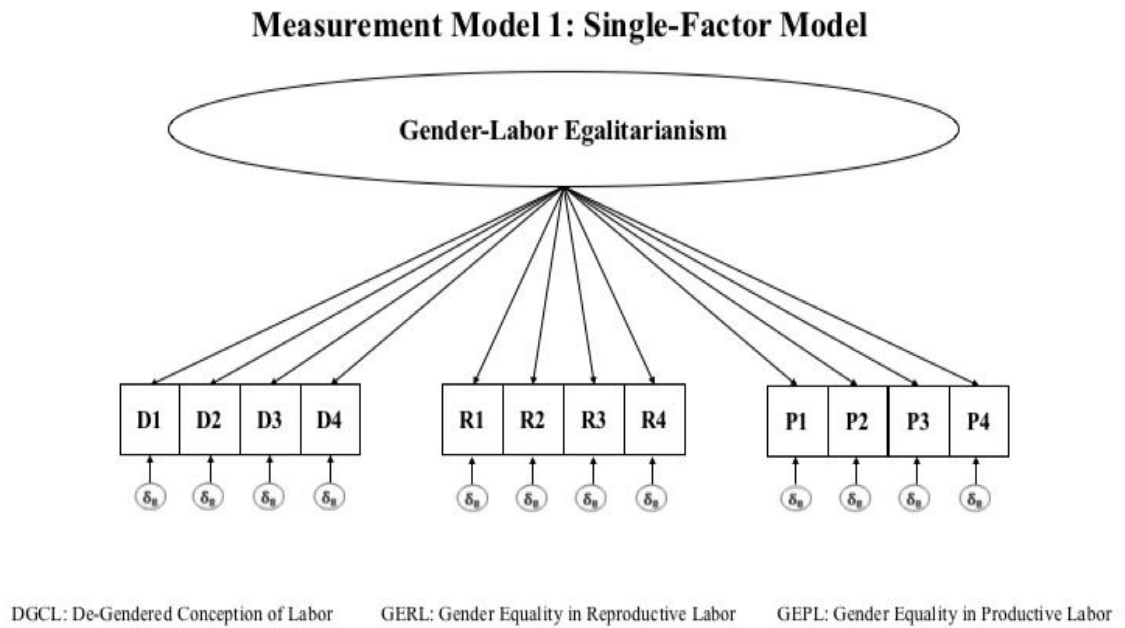 Measurement Model 1: Single-Factor Model
Gender-Labor Egalitarianism
D1 D2 D3 D4 R1 R2 R3 R4 P1 P2 P3 P4
DGCL: De-Gendered Conception of Labor GERL: Gender Equality in Reproductive Labor GEPL: Gender Equality in Productive Labor